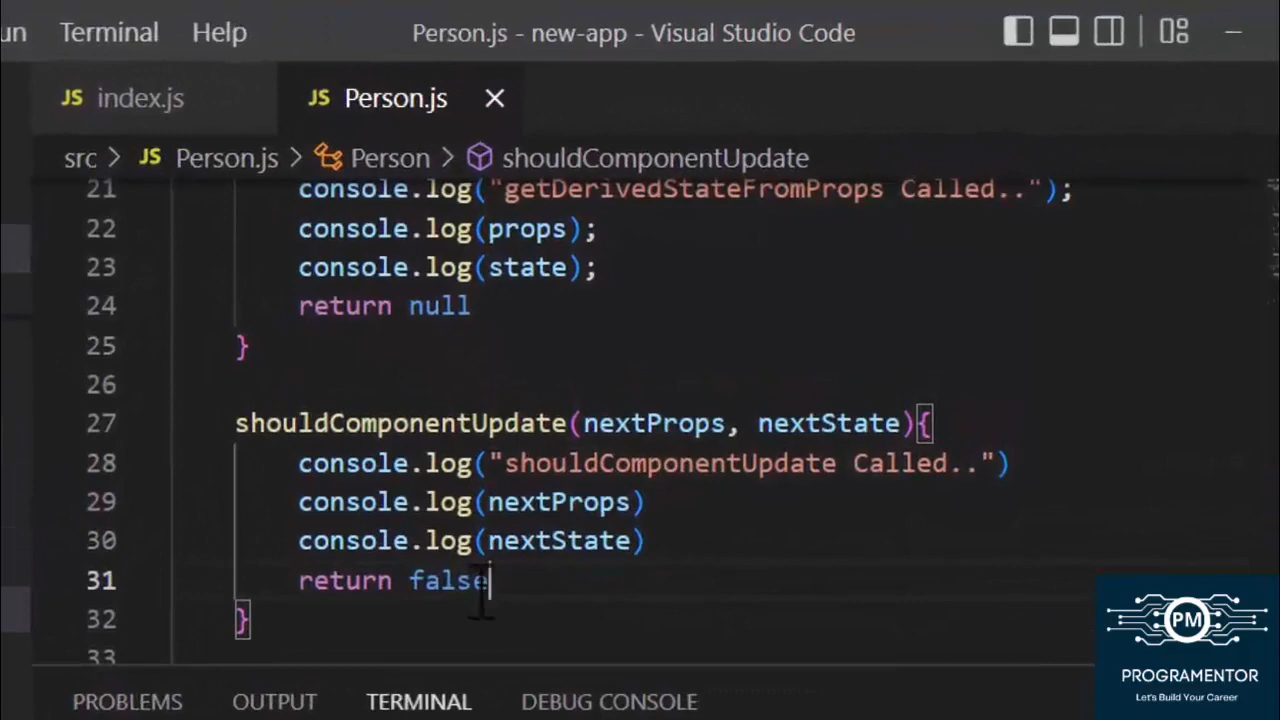 un Terminal Help Person.js - new-app - Visual Studio Code
JS index.js JS Person.js
src > JS Person.js > Person > shouldComponentUpdate
21 console.log("getDerivedStateFromProps Called..");
22 console.log(props);
23 console.log(state);
24 return null
25 }
26
27 shouldComponentUpdate(nextProps, nextState){
28 console.log("shouldComponentUpdate Called..")
29 console.log(nextProps)
30 console.log(nextState)
31 return false
32 }
33
PM
PROGRAMENTOR
Let's Build Your Career
PROBLEMS OUTPUT TERMINAL DEBUG CONSOLE